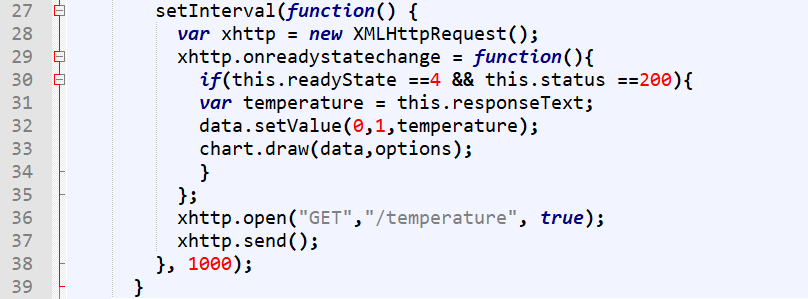 27 setInterval(function() {
28 var xhttp = new XMLHttpRequest();
29 xhttp.onreadystatechange = function(){
30 if(this.readyState ==4 && this.status ==200){
31 var temperature = this.responseText;
32 data.setValue(0,1,temperature);
33 chart.draw(data,options);
34 }
35 };
36 xhttp.open("GET","/temperature", true);
37 xhttp.send();
38 }, 1000);
39 }